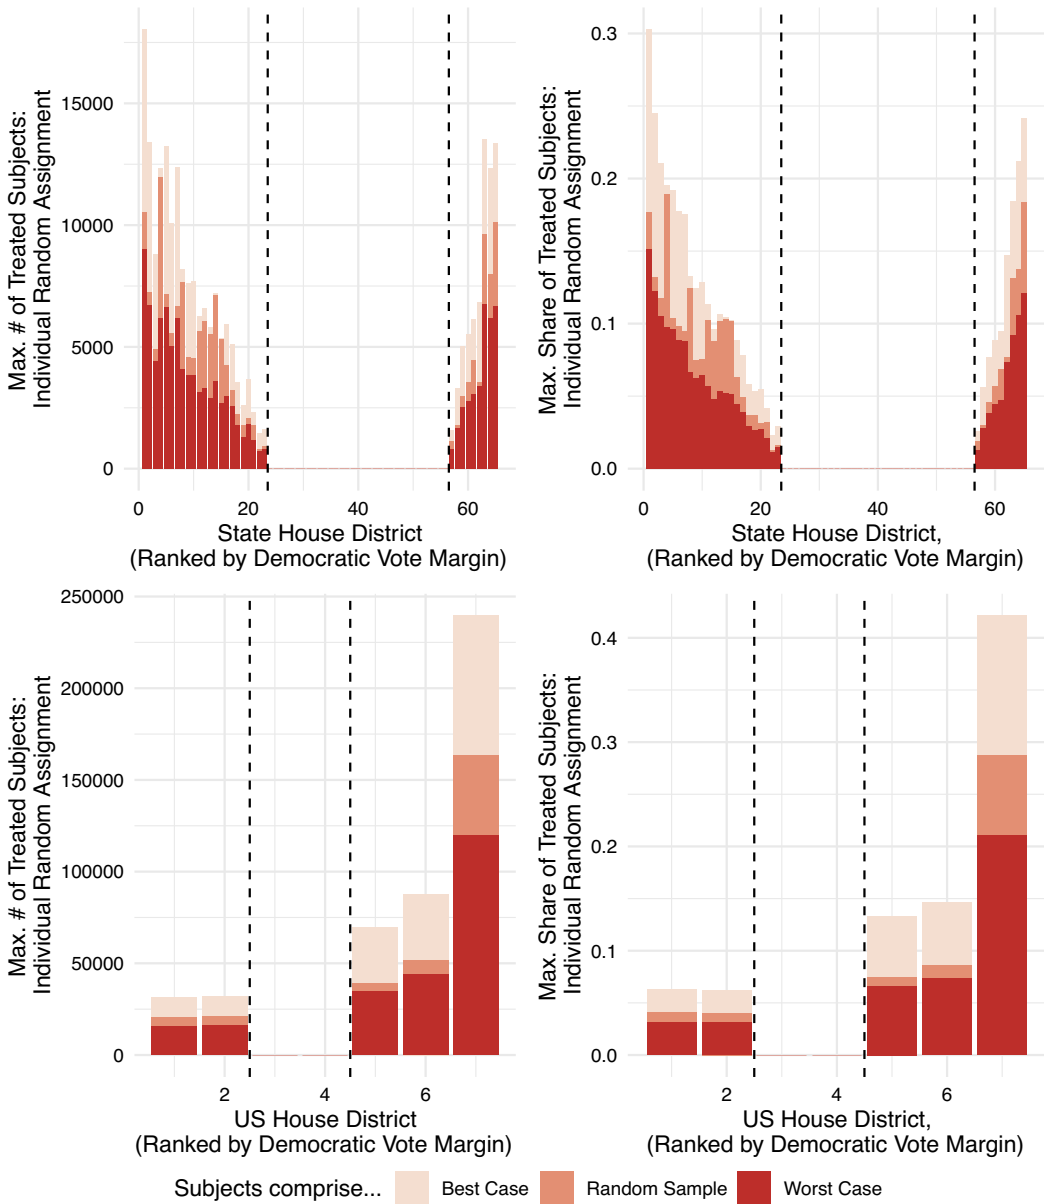 Max. # of Treated Subjects:
Individual Random Assignment
15000
10000
5000
0
0
20
40
60
State House District
(Ranked by Democratic Vote Margin)
Max. Share of Treated Subjects:
Individual Random Assignment
0.3
0.2
0.1
0.0
0
20
40
60
State House District,
(Ranked by Democratic Vote Margin)
Max. # of Treated Subjects:
Individual Random Assignment
250000
200000
150000
100000
50000
0
2
4
6
US House District
(Ranked by Democratic Vote Margin)
Max. Share of Treated Subjects:
Individual Random Assignment
0.4
0.3
0.2
0.1
0.0
2
4
6
US House District,
(Ranked by Democratic Vote Margin)
Subjects comprise... Best Case Random Sample Worst Case